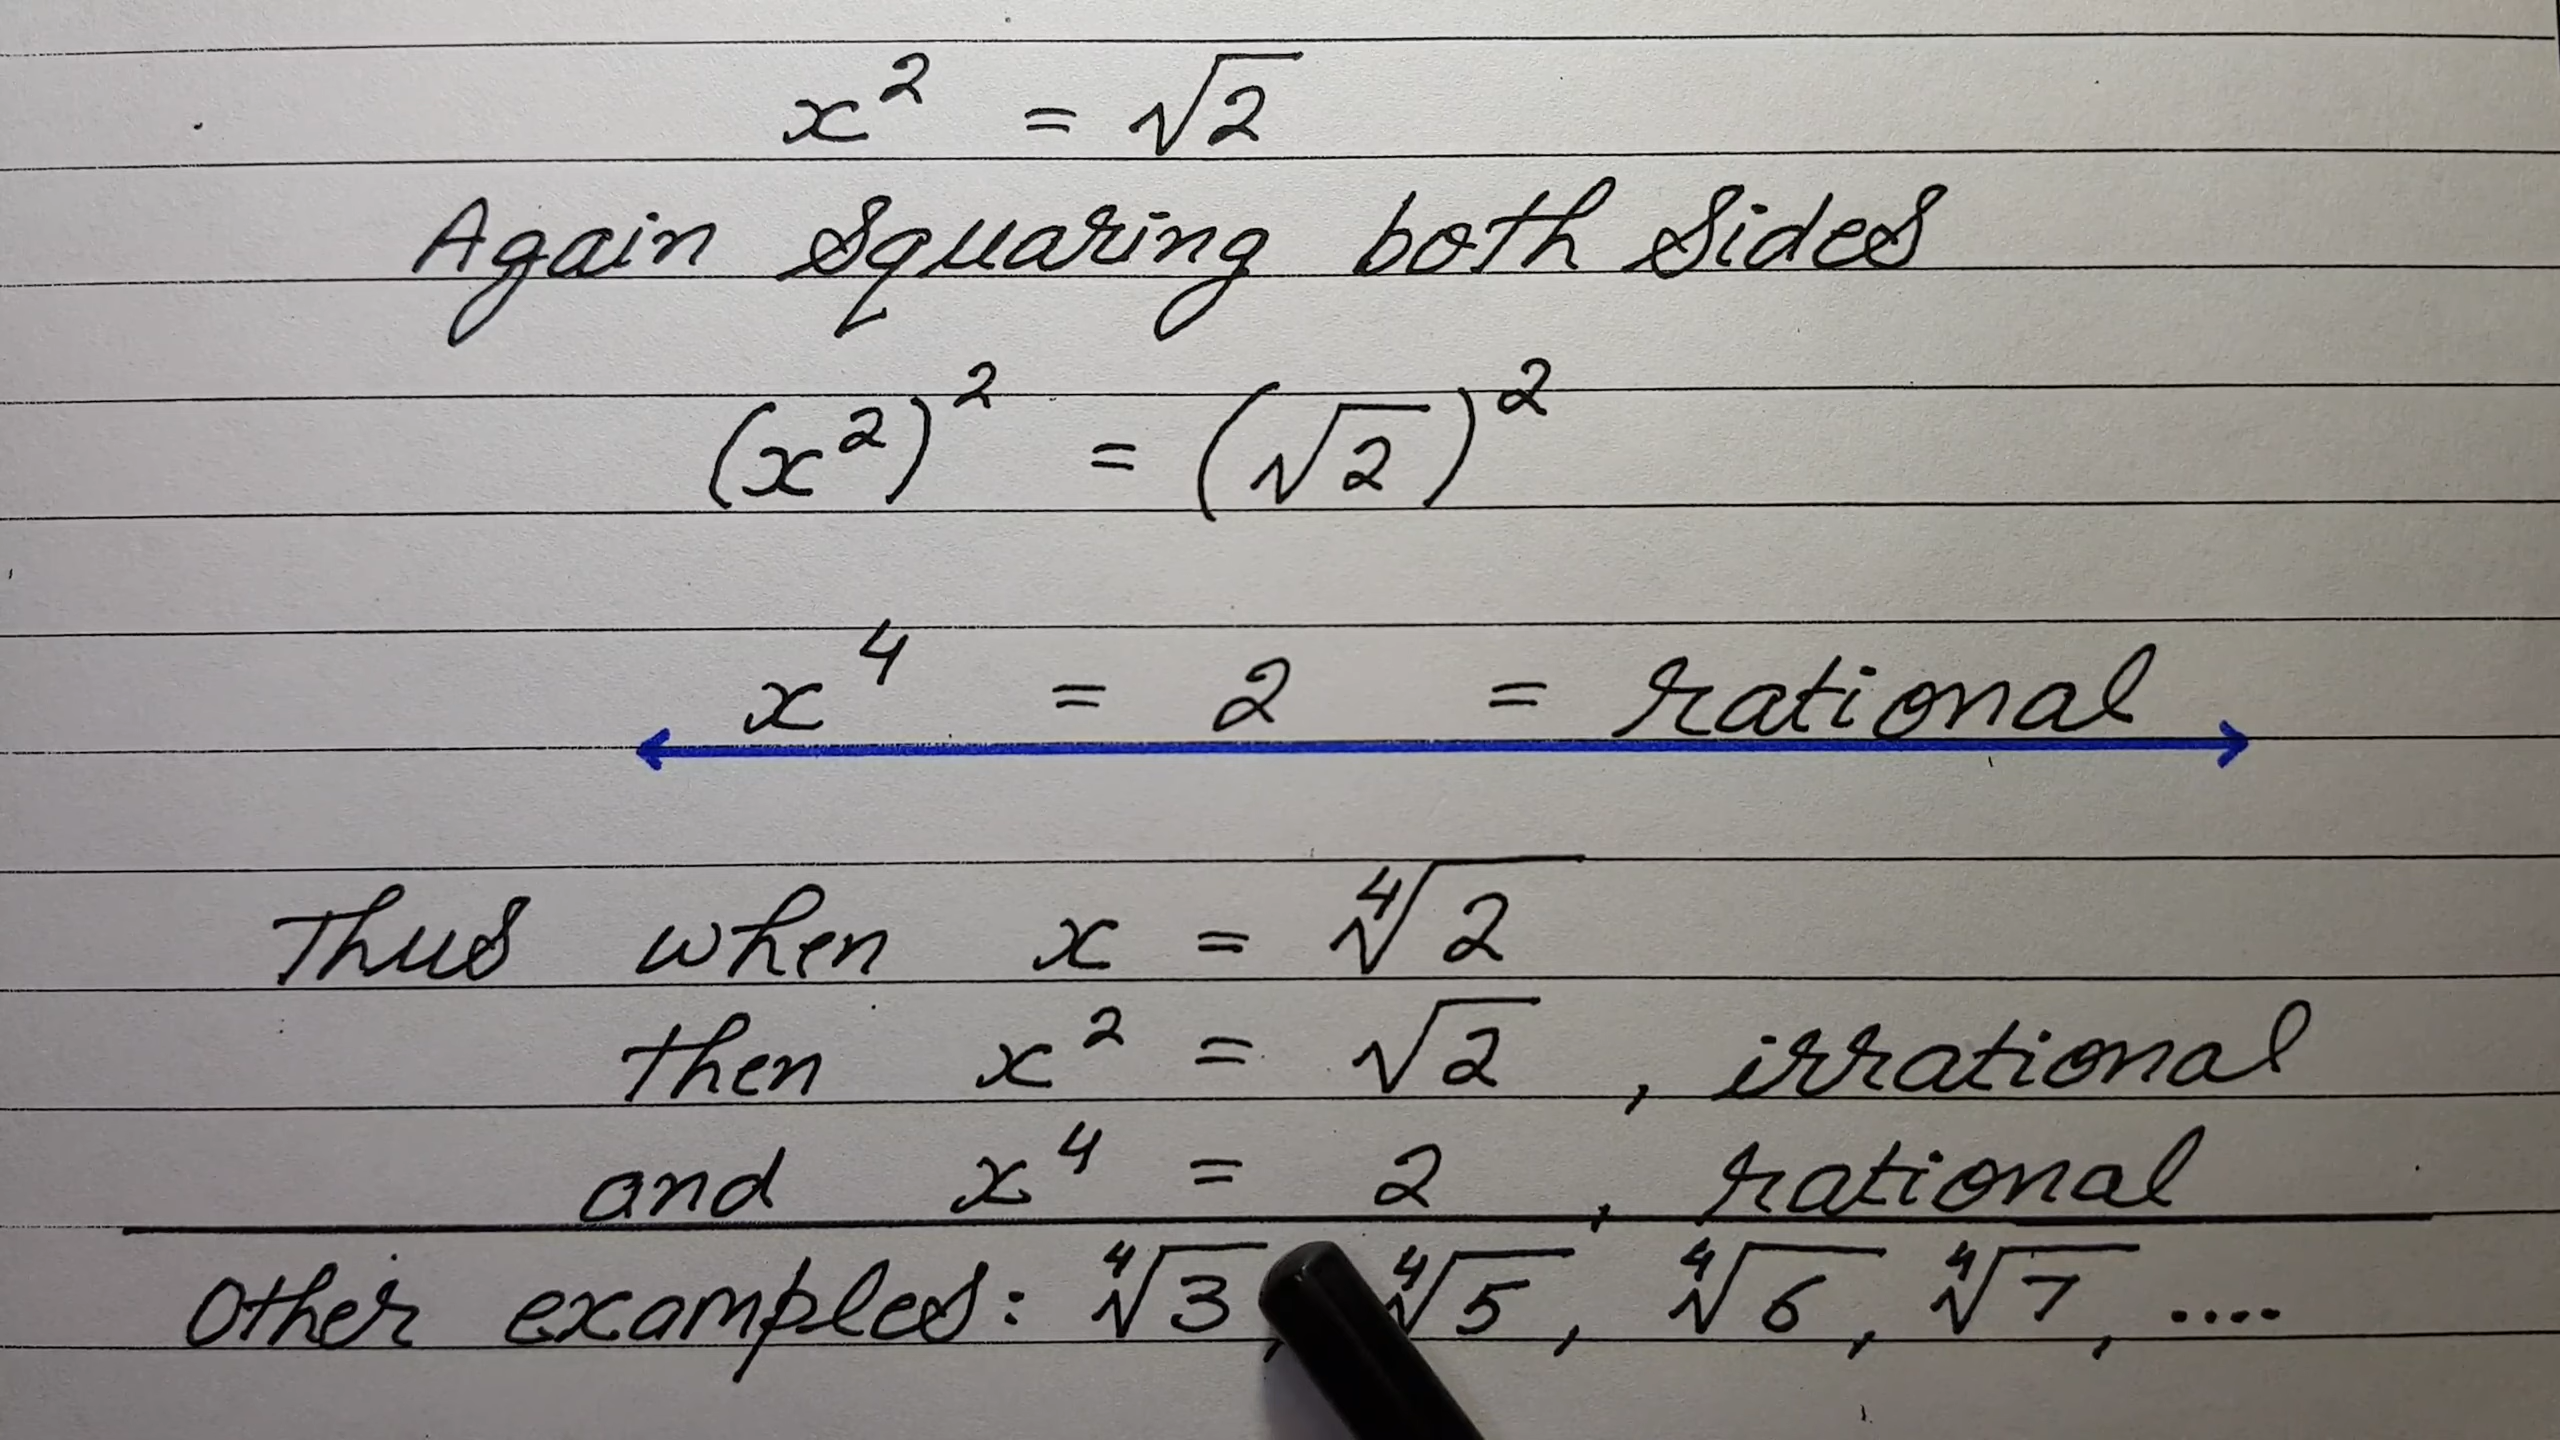 x² = √2
Again squaring both sides
(x²)² = (√2)²
x⁴ = 2 = rational
Thus when x = ∜2
then x² = √2 , irrational
and x⁴ = 2 , rational
Other examples: ∜3, ∜5, ∜6, ∜7, ....